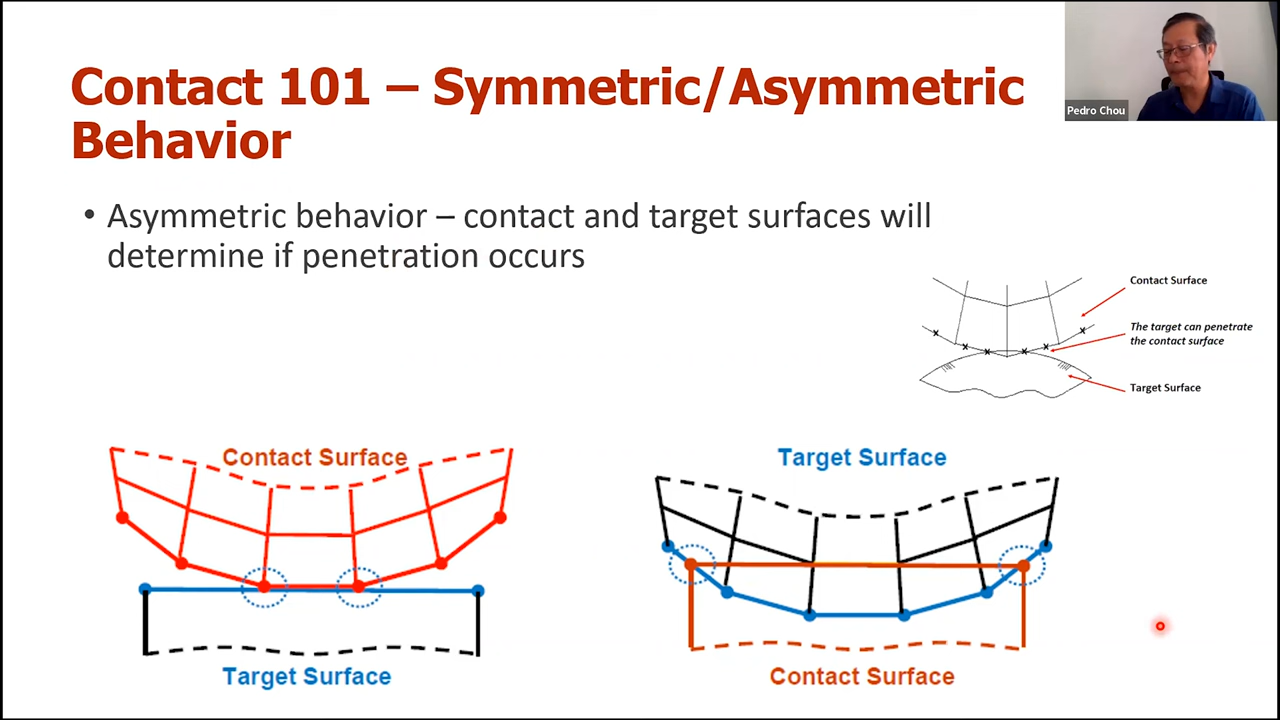 Contact 101 – Symmetric/Asymmetric
Behavior
Pedro Chou
• Asymmetric behavior – contact and target surfaces will
determine if penetration occurs
Contact Surface
The target can penetrate
the contact surface
Target Surface
Contact Surface
Target Surface
Target Surface
Contact Surface